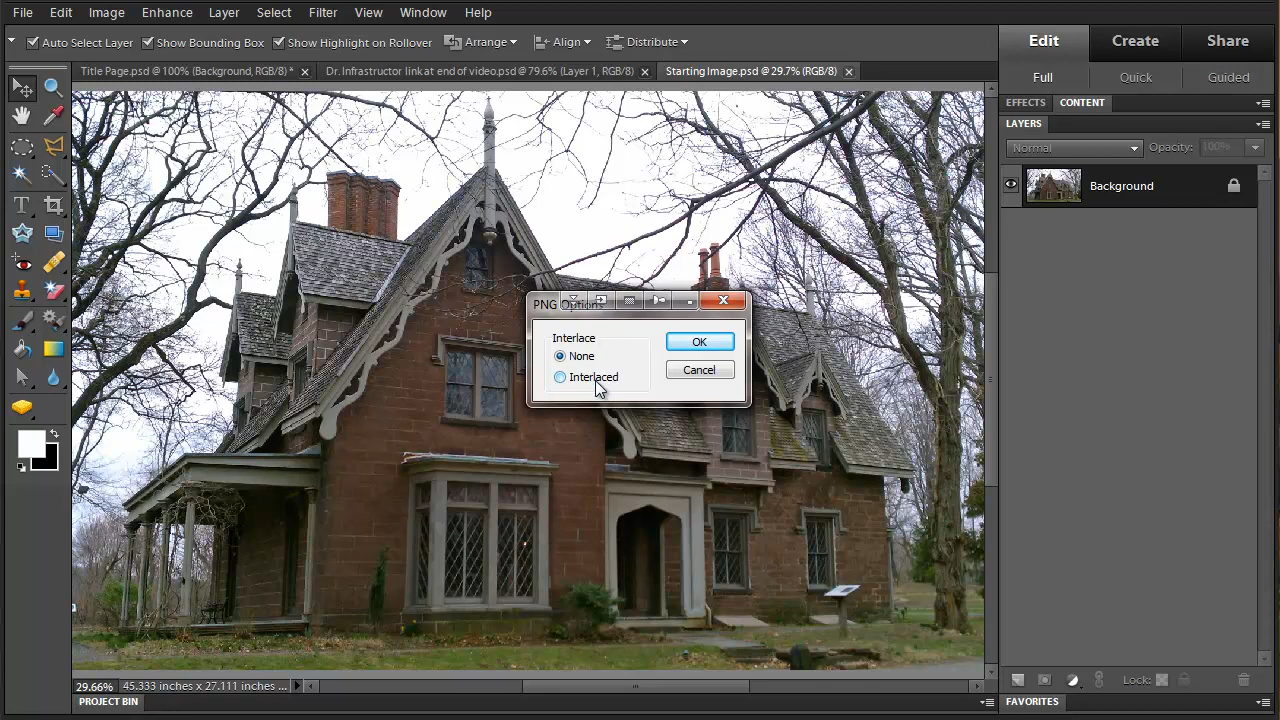 File Edit Image Enhance Layer Select Filter View Window Help
Auto Select Layer Show Bounding Box Show Highlight on Rollover Arrange Align Distribute
Edit Create Share
Title Page.psd @ 100% (Background, RGB/8) * Dr.Infrastructor link at end of video.psd @ 79.6% (Layer 1, RGB/8) Starting Image.psd @ 29.7% (RGB/8)
Full Quick Guided
EFFECTS CONTENT
LAYERS
Normal Opacity: 100%
Background
PNG Options
Interlace
None
Interlaced
OK
Cancel
29.66% 45.333 inches x 27.111 inches ...
Lock:
PROJECT BIN
FAVORITES